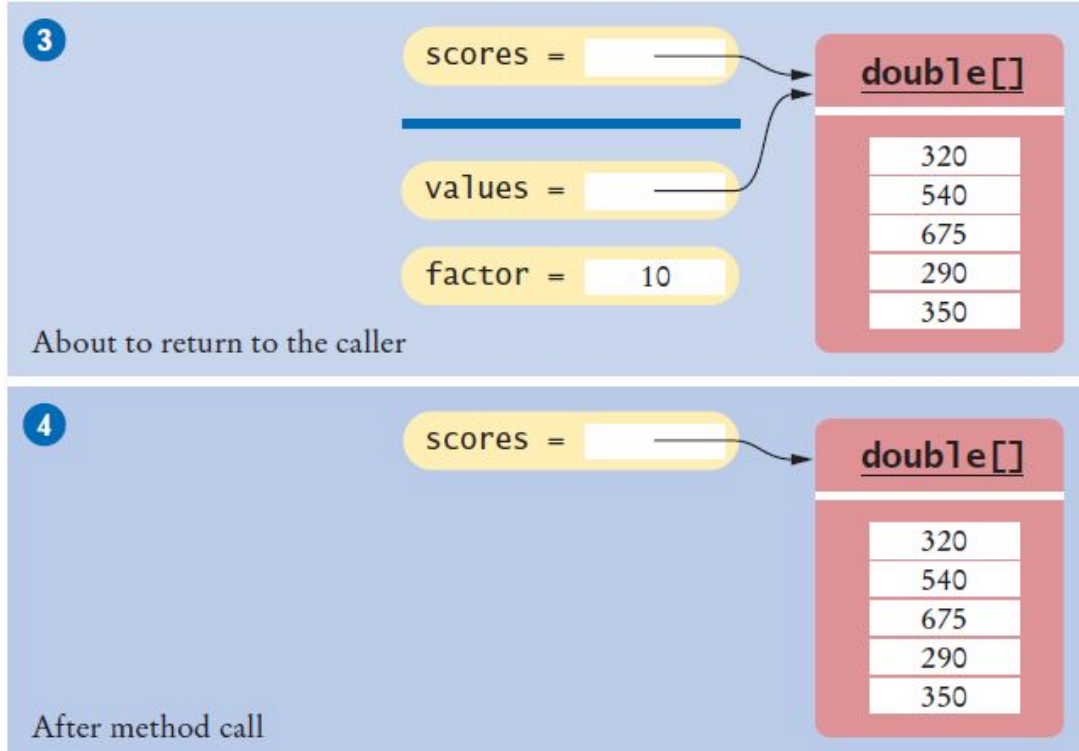 3
scores =
double[]
320
values =
540
675
factor = 10
290
350
About to return to the caller
4
scores =
double[]
320
540
675
290
350
After method call